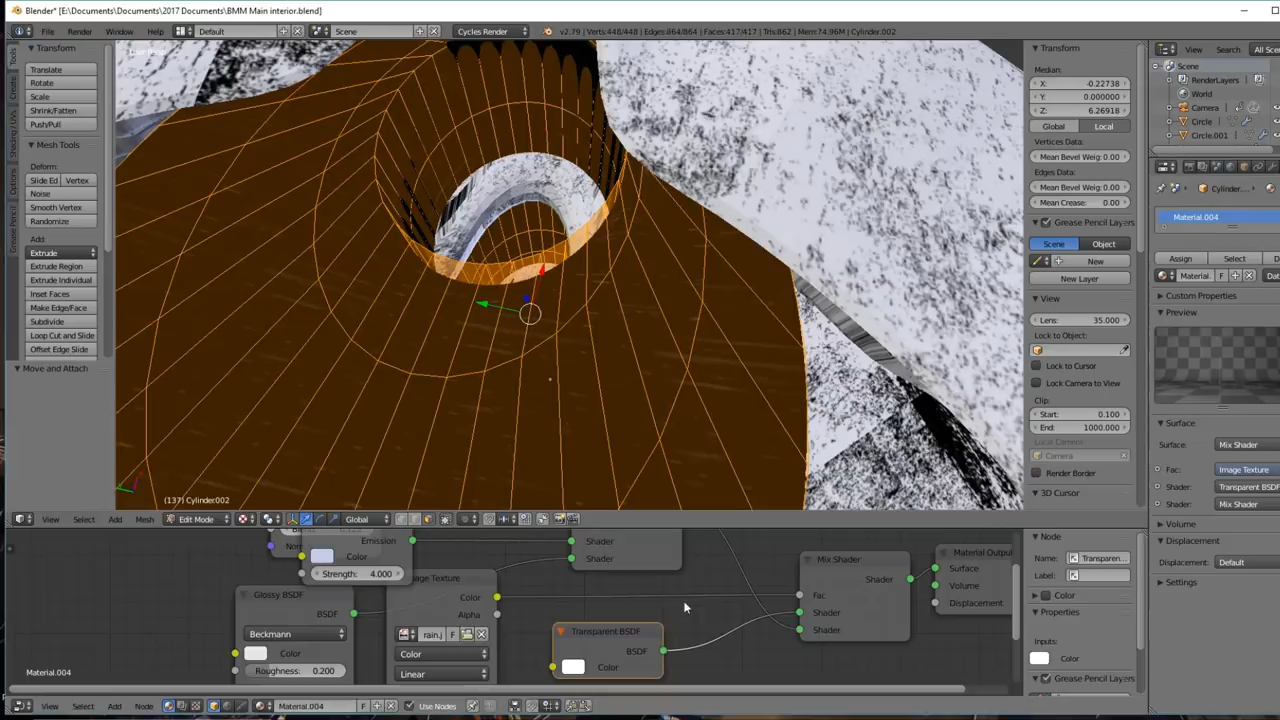 Blender* [E:\Documents\Documents\2017 Documents\BMM Main interior.blend]
File Render Window Help Default Scene Cycles Render v2.79 | Verts:448/448 | Edges:864/864 | Faces:417/417 | Tris:862 | Mem:74.96M | Cylinder.002
View Search All Sce
Tools
Create
Shading / UVs
Options
Grease Pencil
Transform
Translate
Rotate
Scale
Shrink/Fatten
Push/Pull
Mesh Tools
Deform:
Slide Ed Vertex
Noise
Smooth Vertex
Randomize
Add:
Extrude
Extrude Region
Extrude Individual
Inset Faces
Make Edge/Face
Subdivide
Loop Cut and Slide
Offset Edge Slide
Move and Attach
(137) Cylinder.002
Transform
Median:
X: -0.22738
Y: 0.000000
Z: 6.26918
Global Local
Vertices Data:
Mean Bevel Weig: 0.00
Edges Data:
Mean Bevel Weig: 0.00
Mean Crease: 0.00
Grease Pencil Layers
Scene Object
New
New Layer
View
Lens: 35.000
Lock to Object:
Lock to Cursor
Lock Camera to View
Clip:
Start: 0.100
End: 1000.000
Local Camera:
Camera
Render Border
3D Cursor
Scene
RenderLayers
World
Camera
Circle
Circle.001
Cylinder....
Material.004
Assign Select
Material. F Dat
Custom Properties
Preview
Surface
Surface: Mix Shader
Fac: Image Texture
Shader: Transparent BSDF
Shader: Mix Shader
Volume
Displacement
Displacement: Default
Settings
View Select Add Mesh Edit Mode Global
Emission
Color
Strength: 4.000
Glossy BSDF
BSDF
Beckmann
Color
Roughness: 0.200
age Texture
Color
Alpha
rain.j F
Color
Linear
Shader
Shader
Transparent BSDF
BSDF
Color
Mix Shader
Shader
Fac
Shader
Shader
Material Outpu
Surface
Volume
Displacement
Node
Name: Transparen...
Label:
Color
Properties
Inputs:
Color
Grease Pencil Layers
Material.004
View Select Add Node Material.004 F Use Nodes